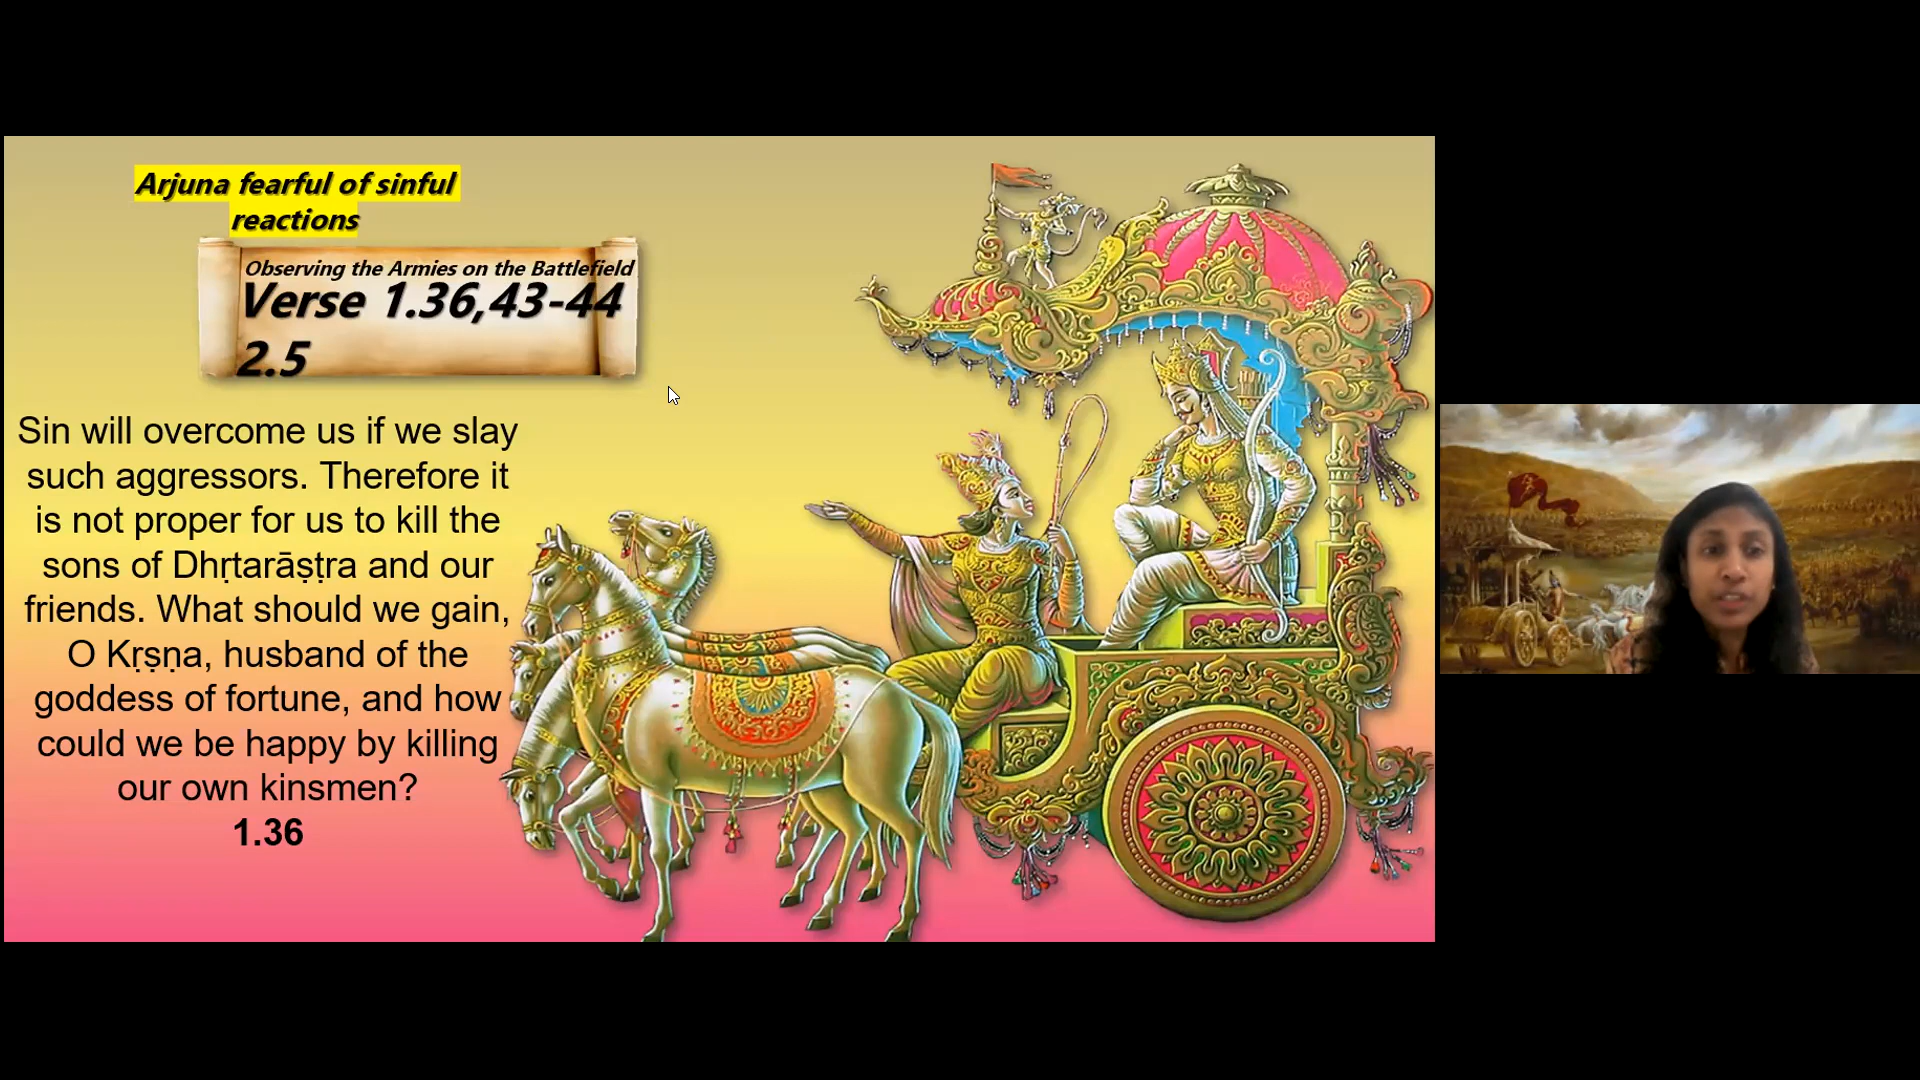 Arjuna fearful of sinful
reactions
Observing the Armies on the Battlefield
Verse 1.36,43-44
2.5
Sin will overcome us if we slay
such aggressors. Therefore it
is not proper for us to kill the
sons of Dhṛtarāṣṭra and our
friends. What should we gain,
O Kṛṣṇa, husband of the
goddess of fortune, and how
could we be happy by killing
our own kinsmen?
1.36